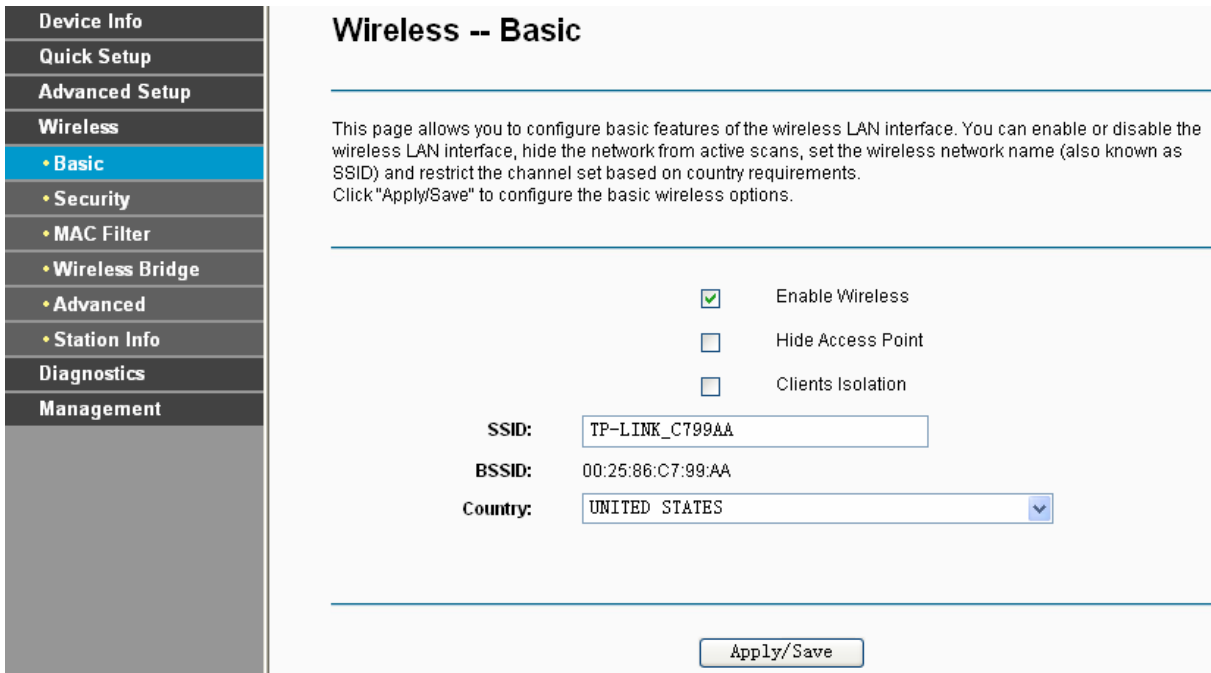 Device Info
Quick Setup
Advanced Setup
Wireless
Basic
Security
MAC Filter
Wireless Bridge
Advanced
Station Info
Diagnostics
Management
Wireless -- Basic
This page allows you to configure basic features of the wireless LAN interface. You can enable or disable the
wireless LAN interface, hide the network from active scans, set the wireless network name (also known as
SSID) and restrict the channel set based on country requirements.
Click "Apply/Save" to configure the basic wireless options.
Enable Wireless
Hide Access Point
Clients Isolation
SSID: TP-LINK_C799AA
BSSID: 00:25:86:C7:99:AA
Country: UNITED STATES
Apply/Save